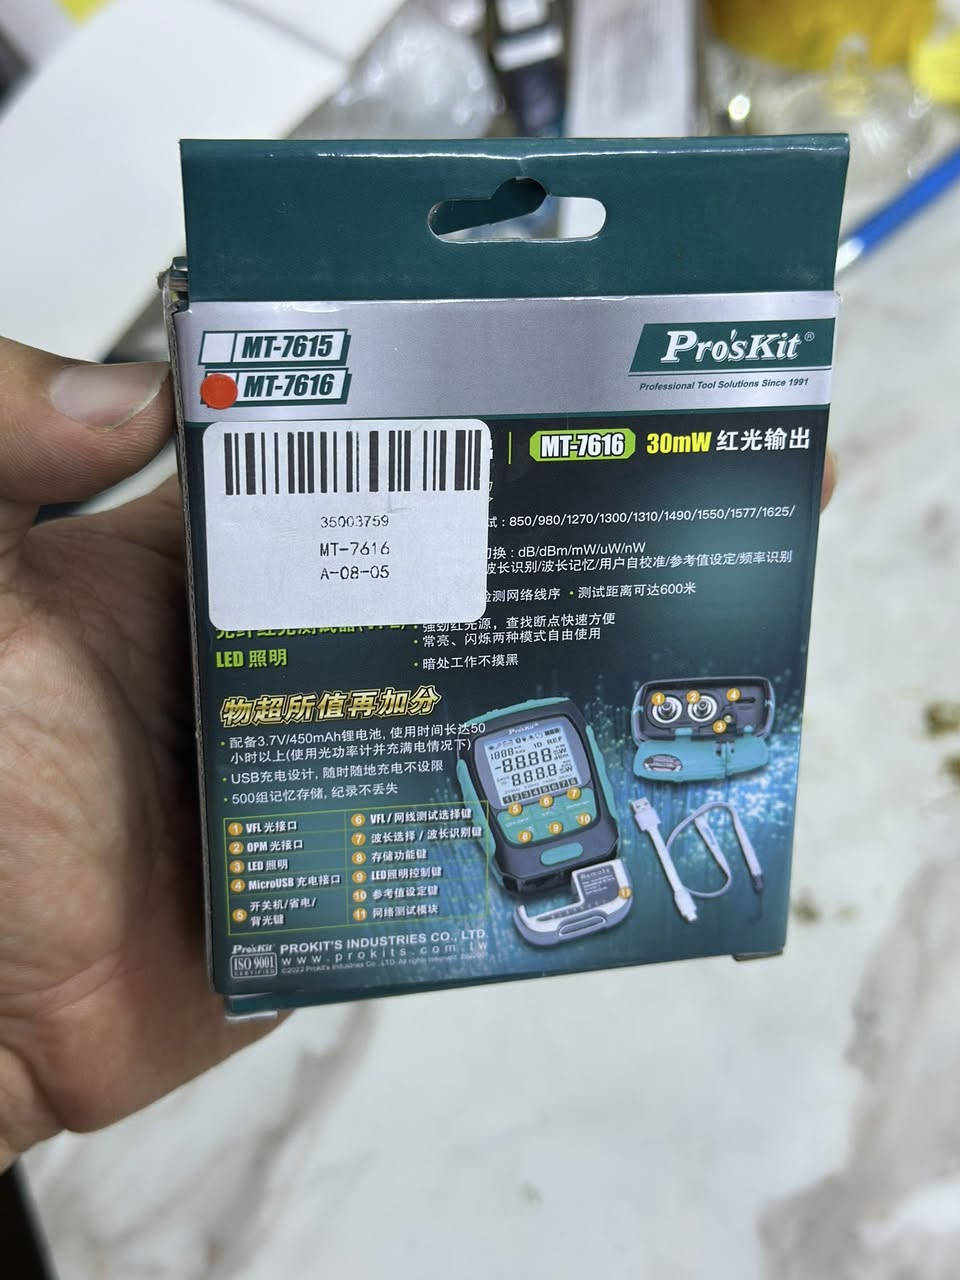 MT-7615
MT-7616
Pro'sKit®
Professional Tool Solutions Since 1991
MT-7616 30mW 红光输出
35003759
MT-7616
A-08-05
试 : 850/980/1270/1300/1310/1490/1550/1577/1625/
切换 : dB/dBm/mW/uW/nW
波长识别/波长记忆/用户自校准/参考值设定/频率识别
检测网络线序 • 测试距离可达600米
• 强劲红光源，查找断点快速方便
• 常亮、闪烁两种模式自由使用
LED 照明
• 暗处工作不摸黑
物超所值再加分
• 配备3.7V/450mAh锂电池, 使用时间长达50
小时以上(使用光功率计并充满电情况下)
• USB充电设计, 随时随地充电不设限
• 500组记忆存储, 纪录不丢失
1 VFL 光接口
2 OPM 光接口
3 LED 照明
4 MicroUSB 充电接口
5 开关机/省电/
背光键
6 VFL / 网线测试选择键
7 波长选择 / 波长识别键
8 存储功能键
9 LED照明控制键
10 参考值设定键
11 网络测试模块
Pro'sKit
ISO 9001
CERTIFIED
PROKIT'S INDUSTRIES CO., LTD.
www.prokits.com.tw
©2022 Prokit's Industries Co., LTD. All rights reserved.
Pro'sKit
Remote